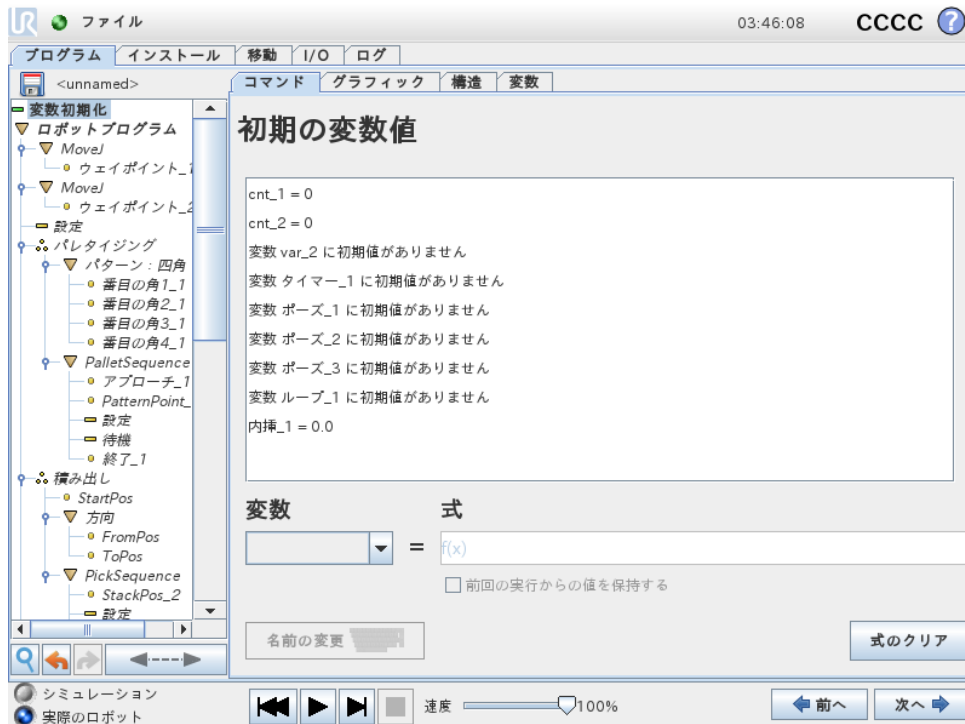 UR ファイル 03:46:08 CCCC ?
プログラム インストール 移動 I/O ログ
<unnamed>
コマンド グラフィック 構造 変数
変数初期化
ロボットプログラム
MoveJ
ウェイポイント_1
MoveJ
ウェイポイント_2
設定
パレタイジング
パターン：四角
番目の角1_1
番目の角2_1
番目の角3_1
番目の角4_1
PalletSequence
アプローチ_1
PatternPoint_
設定
待機
終了_1
積み出し
StartPos
方向
FromPos
ToPos
PickSequence
StackPos_2
設定
初期の変数値
cnt_1 = 0
cnt_2 = 0
変数 var_2 に初期値がありません
変数 タイマー_1 に初期値がありません
変数 ポーズ_1 に初期値がありません
変数 ポーズ_2 に初期値がありません
変数 ポーズ_3 に初期値がありません
変数 ループ_1 に初期値がありません
内挿_1 = 0.0
変数 式
= f(x)
前回の実行からの値を保持する
名前の変更 式のクリア
シミュレーション
実際のロボット
速度 100%
前へ 次へ